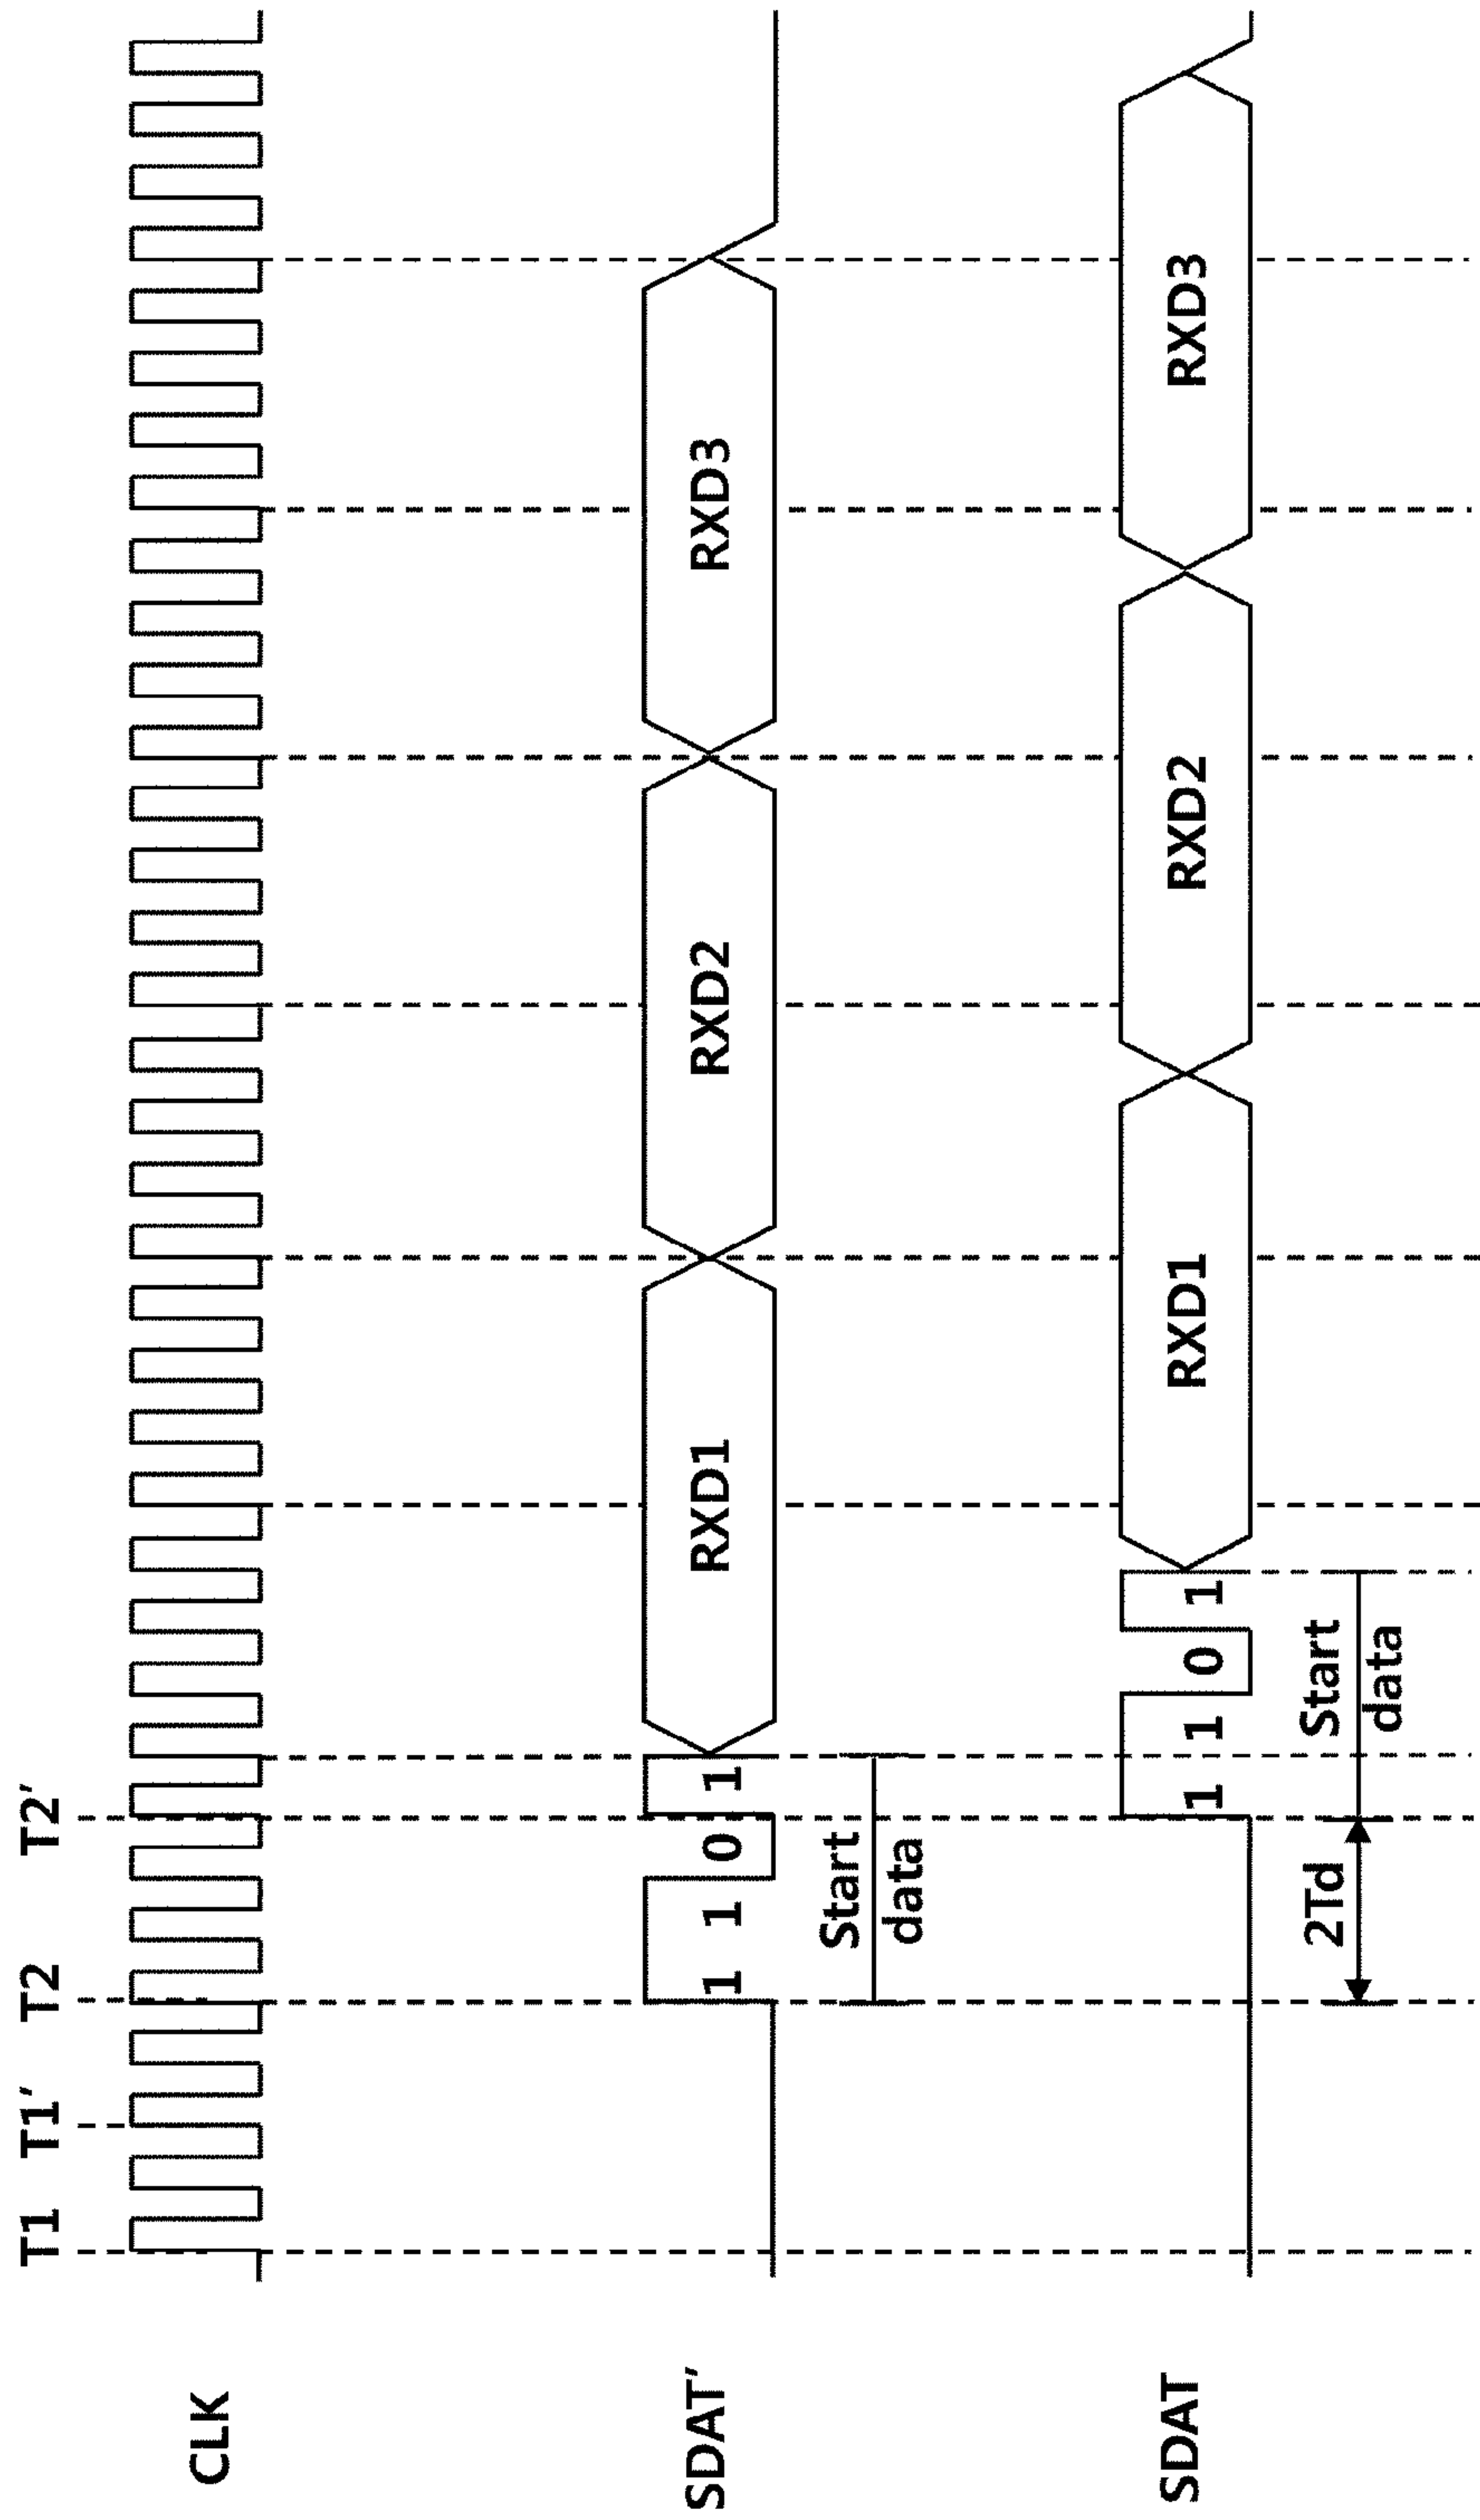 T1 T1′ T2 T2′
CLK
SDAT′
1 1 0 1
RXD1 RXD2 RXD3
Start
data
SDAT
1 1 0 1
RXD1 RXD2 RXD3
2Td
Start
data